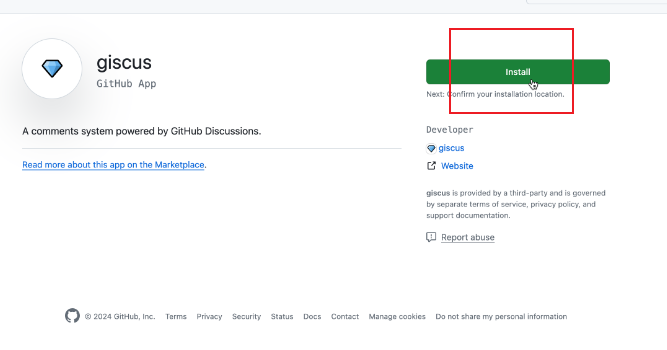 giscus
GitHub App
A comments system powered by GitHub Discussions.
Read more about this app on the Marketplace.
Install
Next: Confirm your installation location.
Developer
giscus
Website
giscus is provided by a third-party and is governed
by separate terms of service, privacy policy, and
support documentation.
Report abuse
© 2024 GitHub, Inc. Terms Privacy Security Status Docs Contact Manage cookies Do not share my personal information